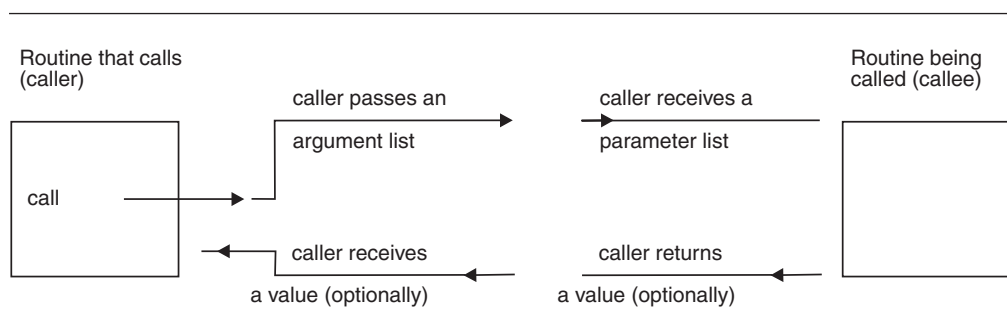 Routine that calls
(caller)
Routine being
called (callee)
caller passes an
argument list
caller receives a
parameter list
call
caller receives
a value (optionally)
caller returns
a value (optionally)